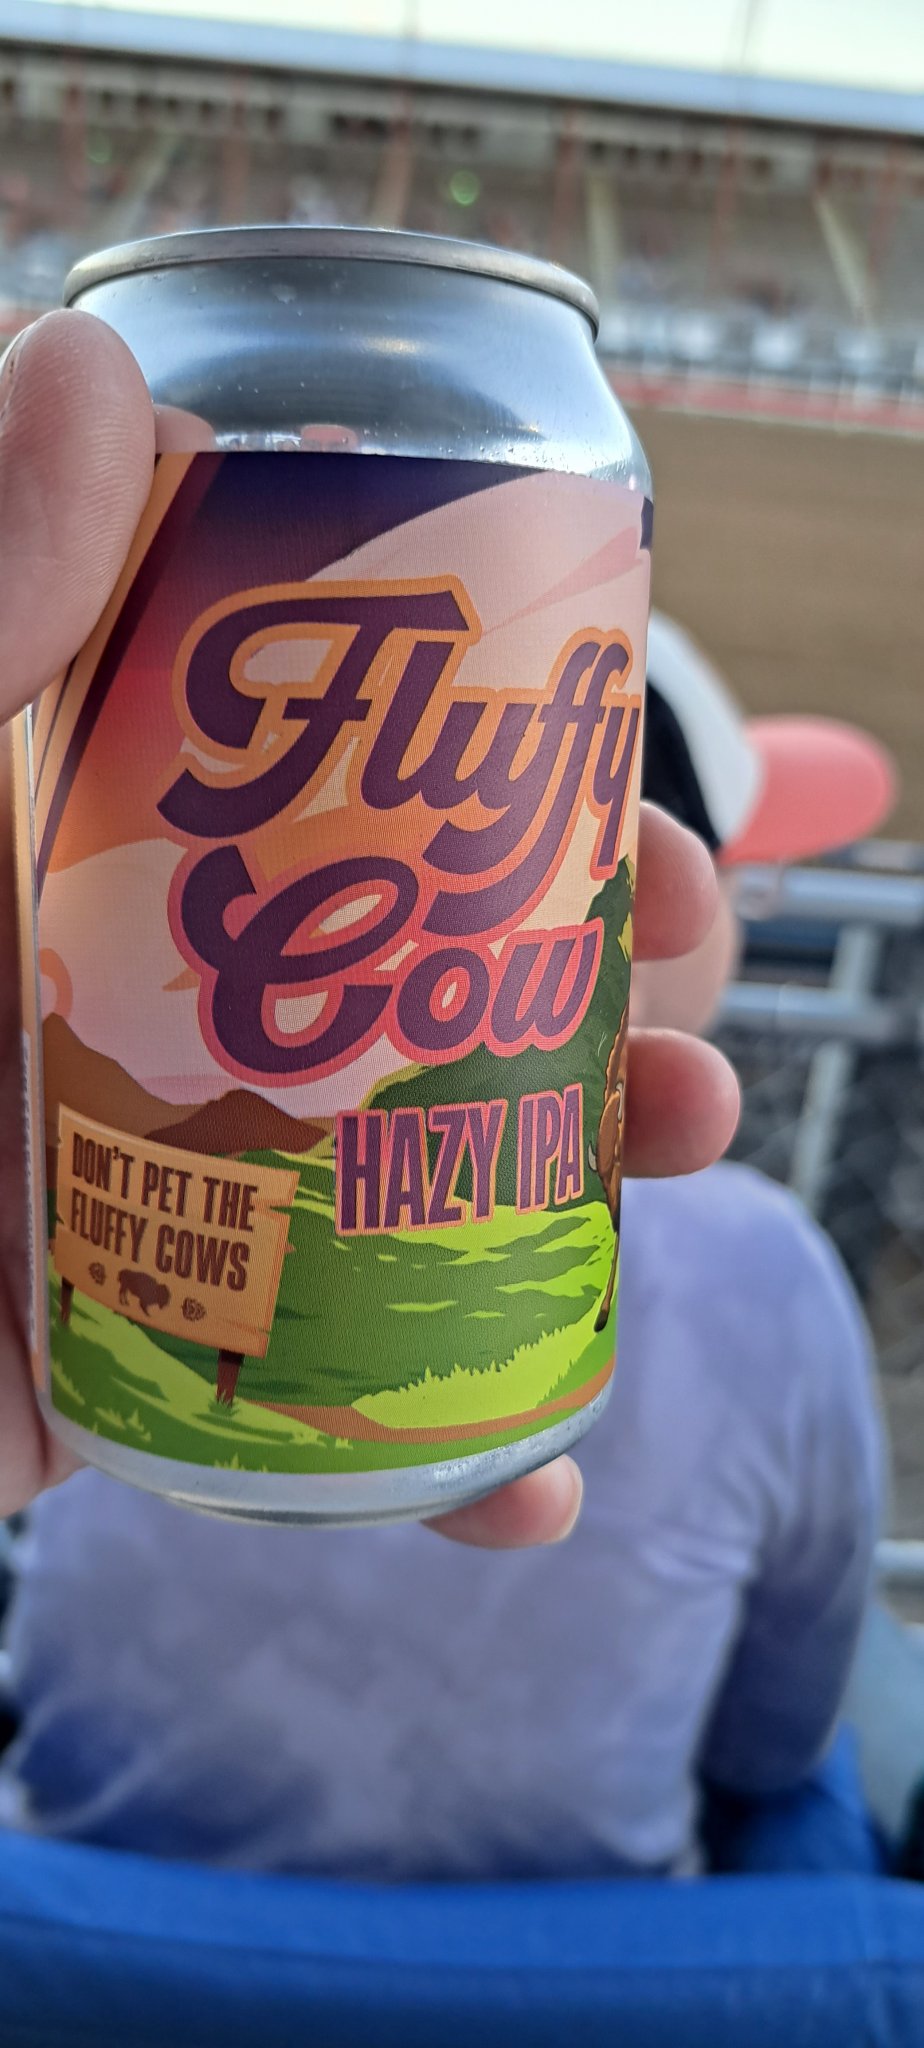 Fluffy
Cow
HAZY IPA
DON'T PET THE
FLUFFY COWS